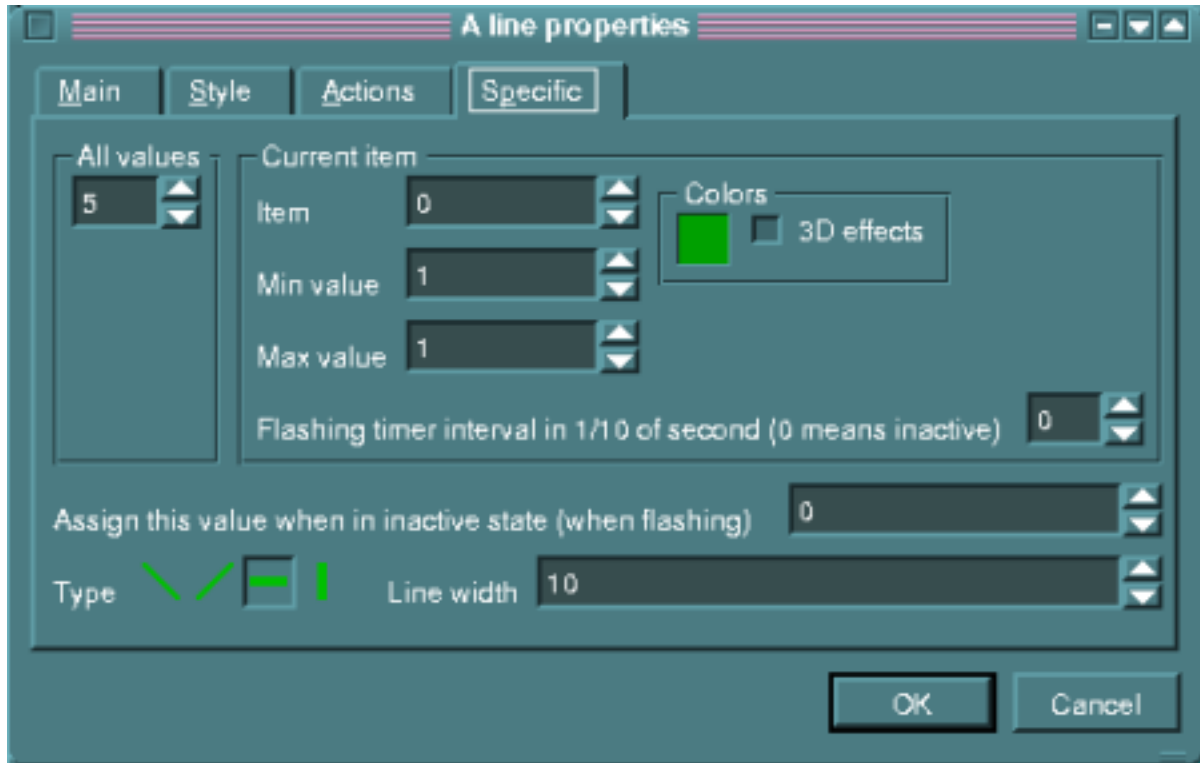 A line properties
Main Style Actions Specific
All values
5
Current item
Item 0
Min value 1
Max value 1
Colors
3D effects
Flashing timer interval in 1/10 of second (0 means inactive) 0
Assign this value when in inactive state (when flashing) 0
Type
Line width 10
OK Cancel